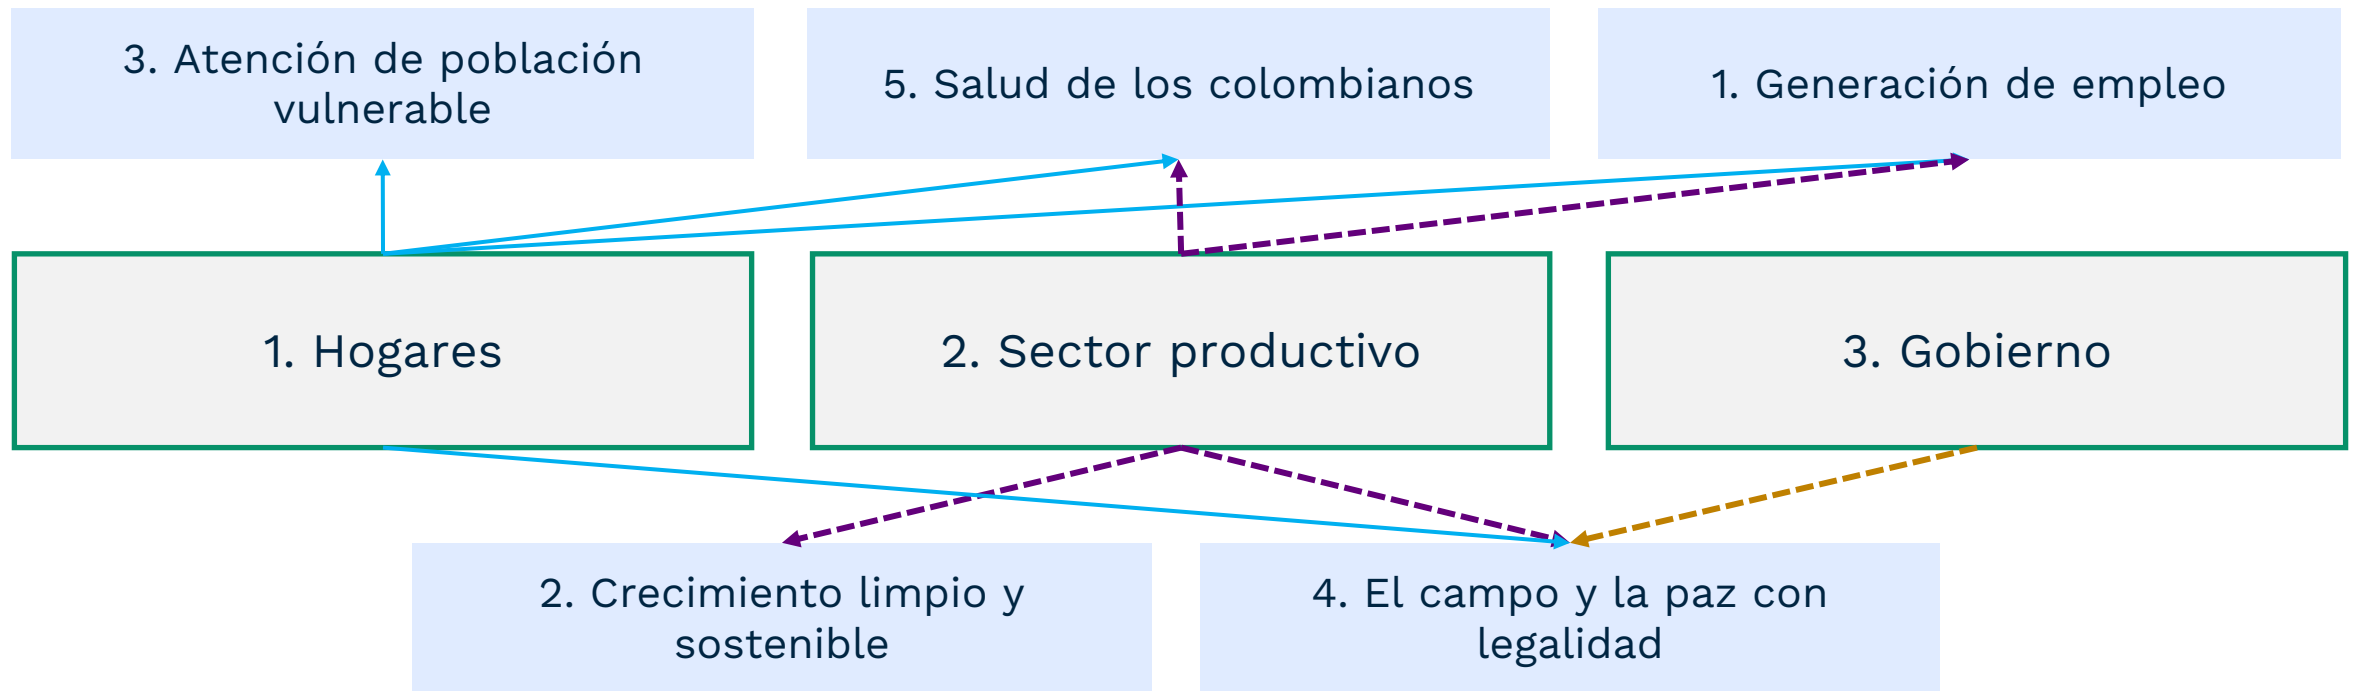 3. Atención de población
vulnerable
5. Salud de los colombianos
1. Generación de empleo
1. Hogares
2. Sector productivo
3. Gobierno
2. Crecimiento limpio y
sostenible
4. El campo y la paz con
legalidad